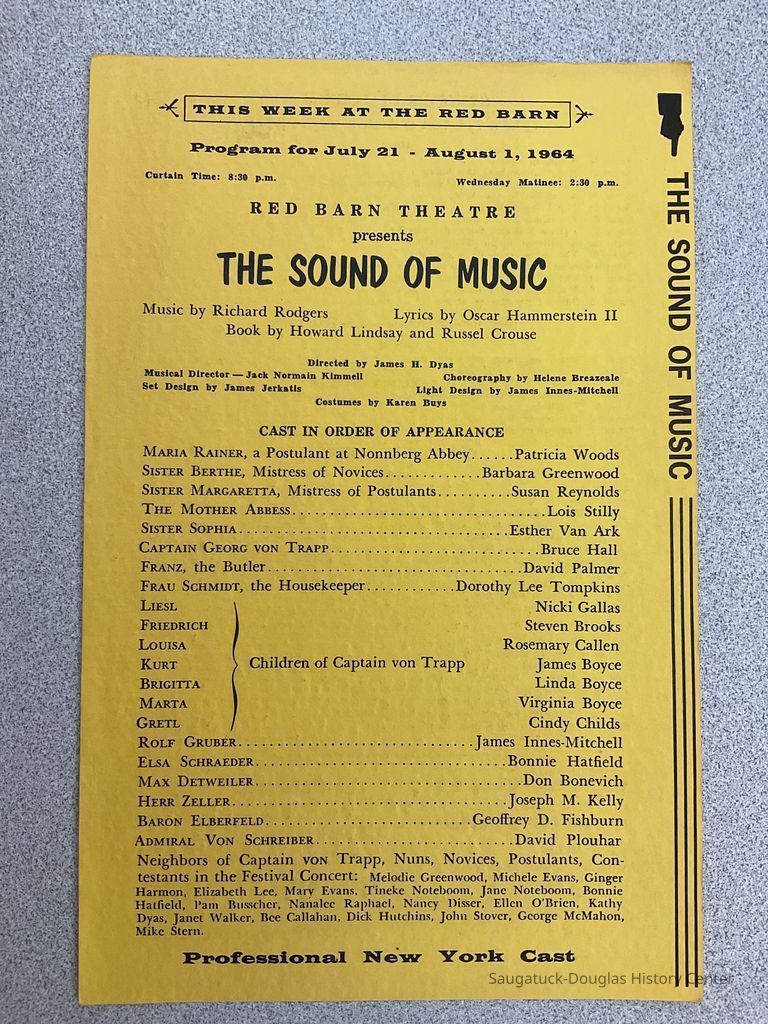 THIS WEEK AT THE RED BARN
Program for July 21 - August 1, 1964
Curtain Time: 8:30 p.m. Wednesday Matinee: 2:30 p.m.
RED BARN THEATRE
presents
THE SOUND OF MUSIC
Music by Richard Rodgers Lyrics by Oscar Hammerstein II
Book by Howard Lindsay and Russel Crouse
Directed by James H. Dyas
Musical Director — Jack Normain Kimmell Choreography by Helene Breazeale
Set Design by James Jerkatis Light Design by James Innes-Mitchell
Costumes by Karen Buys
CAST IN ORDER OF APPEARANCE
MARIA RAINER, a Postulant at Nonnberg Abbey......Patricia Woods
SISTER BERTHE, Mistress of Novices.............Barbara Greenwood
SISTER MARGARETTA, Mistress of Postulants..........Susan Reynolds
THE MOTHER ABBESS...................................Lois Stilly
SISTER SOPHIA.....................................Esther Van Ark
CAPTAIN GEORG VON TRAPP............................Bruce Hall
FRANZ, the Butler.................................David Palmer
FRAU SCHMIDT, the Housekeeper............Dorothy Lee Tompkins
LIESL Nicki Gallas
FRIEDRICH Steven Brooks
LOUISA Rosemary Callen
KURT Children of Captain von Trapp James Boyce
BRIGITTA Linda Boyce
MARTA Virginia Boyce
GRETL Cindy Childs
ROLF GRUBER................................James Innes-Mitchell
ELSA SCHRAEDER..................................Bonnie Hatfield
MAX DETWEILER....................................Don Bonevich
HERR ZELLER.....................................Joseph M. Kelly
BARON ELBERFELD............................Geoffrey D. Fishburn
ADMIRAL VON SCHREIBER...........................David Plouhar
Neighbors of Captain von Trapp, Nuns, Novices, Postulants, Con-
testants in the Festival Concert: Melodie Greenwood, Michele Evans, Ginger
Harmon, Elizabeth Lee, Mary Evans, Tineke Noteboom, Jane Noteboom, Bonnie
Hatfield, Pam Busscher, Nanalee Raphael, Nancy Disser, Ellen O'Brien, Kathy
Dyas, Janet Walker, Bee Callahan, Dick Hutchins, John Stover, George McMahon,
Mike Stern.
Professional New York Cast
THE SOUND OF MUSIC
Saugatuck-Douglas History Center